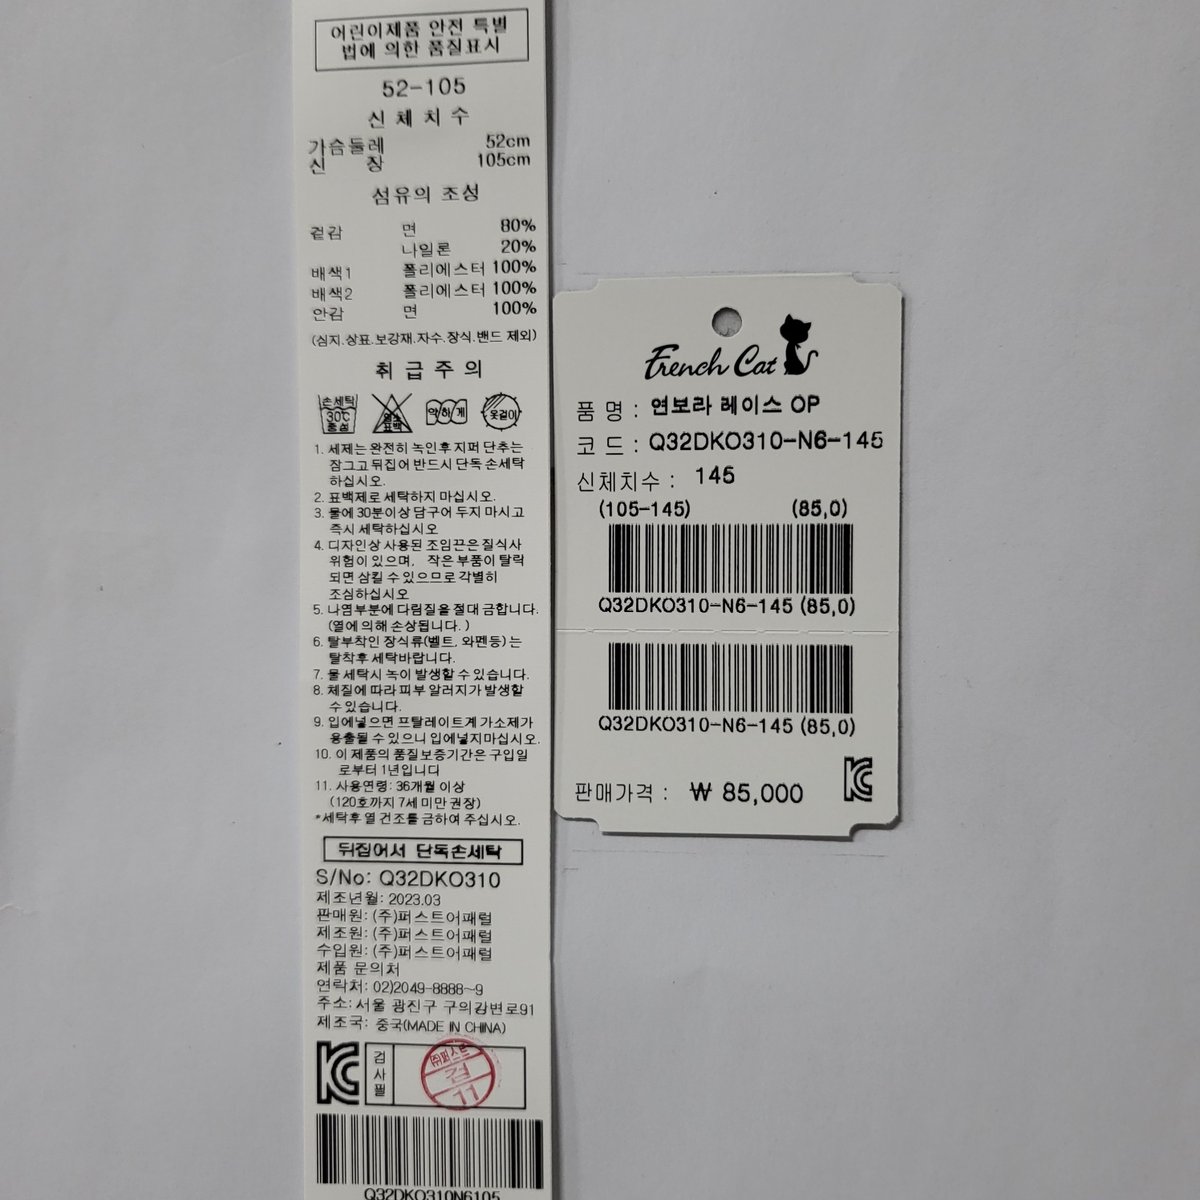 어린이제품 안전 특별
법에 의한 품질표시
52-105
신 체 치 수
가슴둘레 52cm
신 장 105cm
섬유의 조성
겉감 면 80%
나일론 20%
배색1 폴리에스터 100%
배색2 폴리에스터 100%
안감 면 100%
(심지.상표.보강재.자수.장식.밴드 제외)
취 급 주 의
손세탁 30℃ 중성
염소 표백
약하게
옷걸이
1. 세제는 완전히 녹인후 지퍼 단추는
잠그고 뒤집어 반드시 단독 손세탁
하십시오.
2. 표백제로 세탁하지 마십시오.
3. 물에 30분이상 담구어 두지 마시고
즉시 세탁하십시오
4. 디자인상 사용된 조임끈은 질식사
위험이 있으며, 작은 부품이 탈락
되면 삼킬 수 있으므로 각별히
조심하십시오
5. 나염부분에 다림질을 절대 금합니다.
(열에 의해 손상됩니다. )
6. 탈부착인 장식류(벨트, 와펜등) 는
탈착후 세탁바랍니다.
7. 물 세탁시 녹이 발생할 수 있습니다.
8. 체질에 따라 피부 알러지가 발생할
수 있습니다.
9. 입에넣으면 프탈레이트계 가소제가
용출될 수 있으니 입에넣지마십시오.
10. 이 제품의 품질보증기간은 구입일
로부터 1년입니다
11. 사용연령: 36개월 이상
(120호까지 7세 미만 권장)
*세탁후 열 건조를 금하여 주십시오.
뒤집어서 단독손세탁
S/No: Q32DKO310
제조년월: 2023.03
판매원: (주)퍼스트어패럴
제조원: (주)퍼스트어패럴
수입원: (주)퍼스트어패럴
제품 문의처
연락처: 02)2049-8888~9
주소: 서울 광진구 구의강변로91
제조국: 중국(MADE IN CHINA)
KC
검사필
㈜퍼스트
검
11
Q32DKO310N6105
French Cat
품 명 : 연보라 레이스 OP
코 드 : Q32DKO310-N6-145
신체치수 : 145
(105-145) (85,0)
Q32DKO310-N6-145 (85,0)
Q32DKO310-N6-145 (85,0)
판매가격 : ₩ 85,000
KC